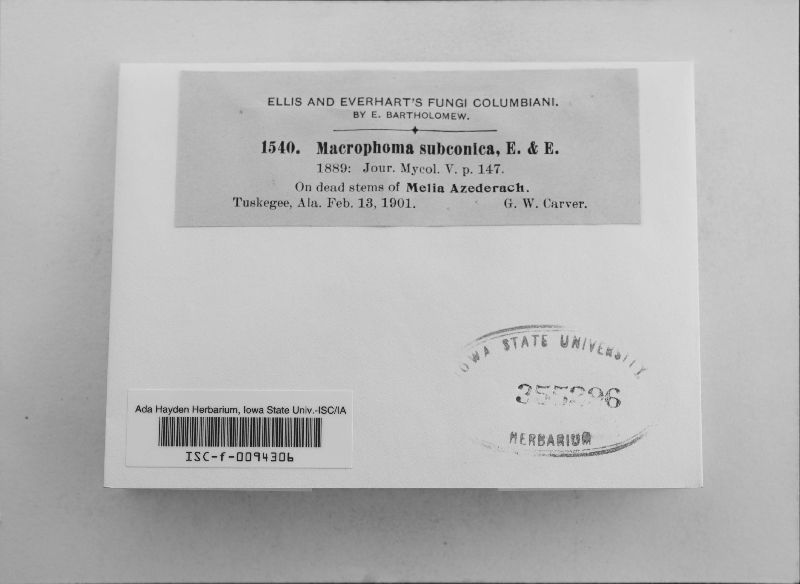 ELLIS AND EVERHART'S FUNGI COLUMBIANI.
BY E. BARTHOLOMEW.
1540. Macrophoma subconica, E. & E.
1889: Jour. Mycol. V. p. 147.
On dead stems of Melia Azederach.
Tuskegee, Ala. Feb. 13, 1901. G. W. Carver.
IOWA STATE UNIVERSITY
355296
HERBARIUM
Ada Hayden Herbarium, Iowa State Univ.-ISC/IA
ISC-f-0094306